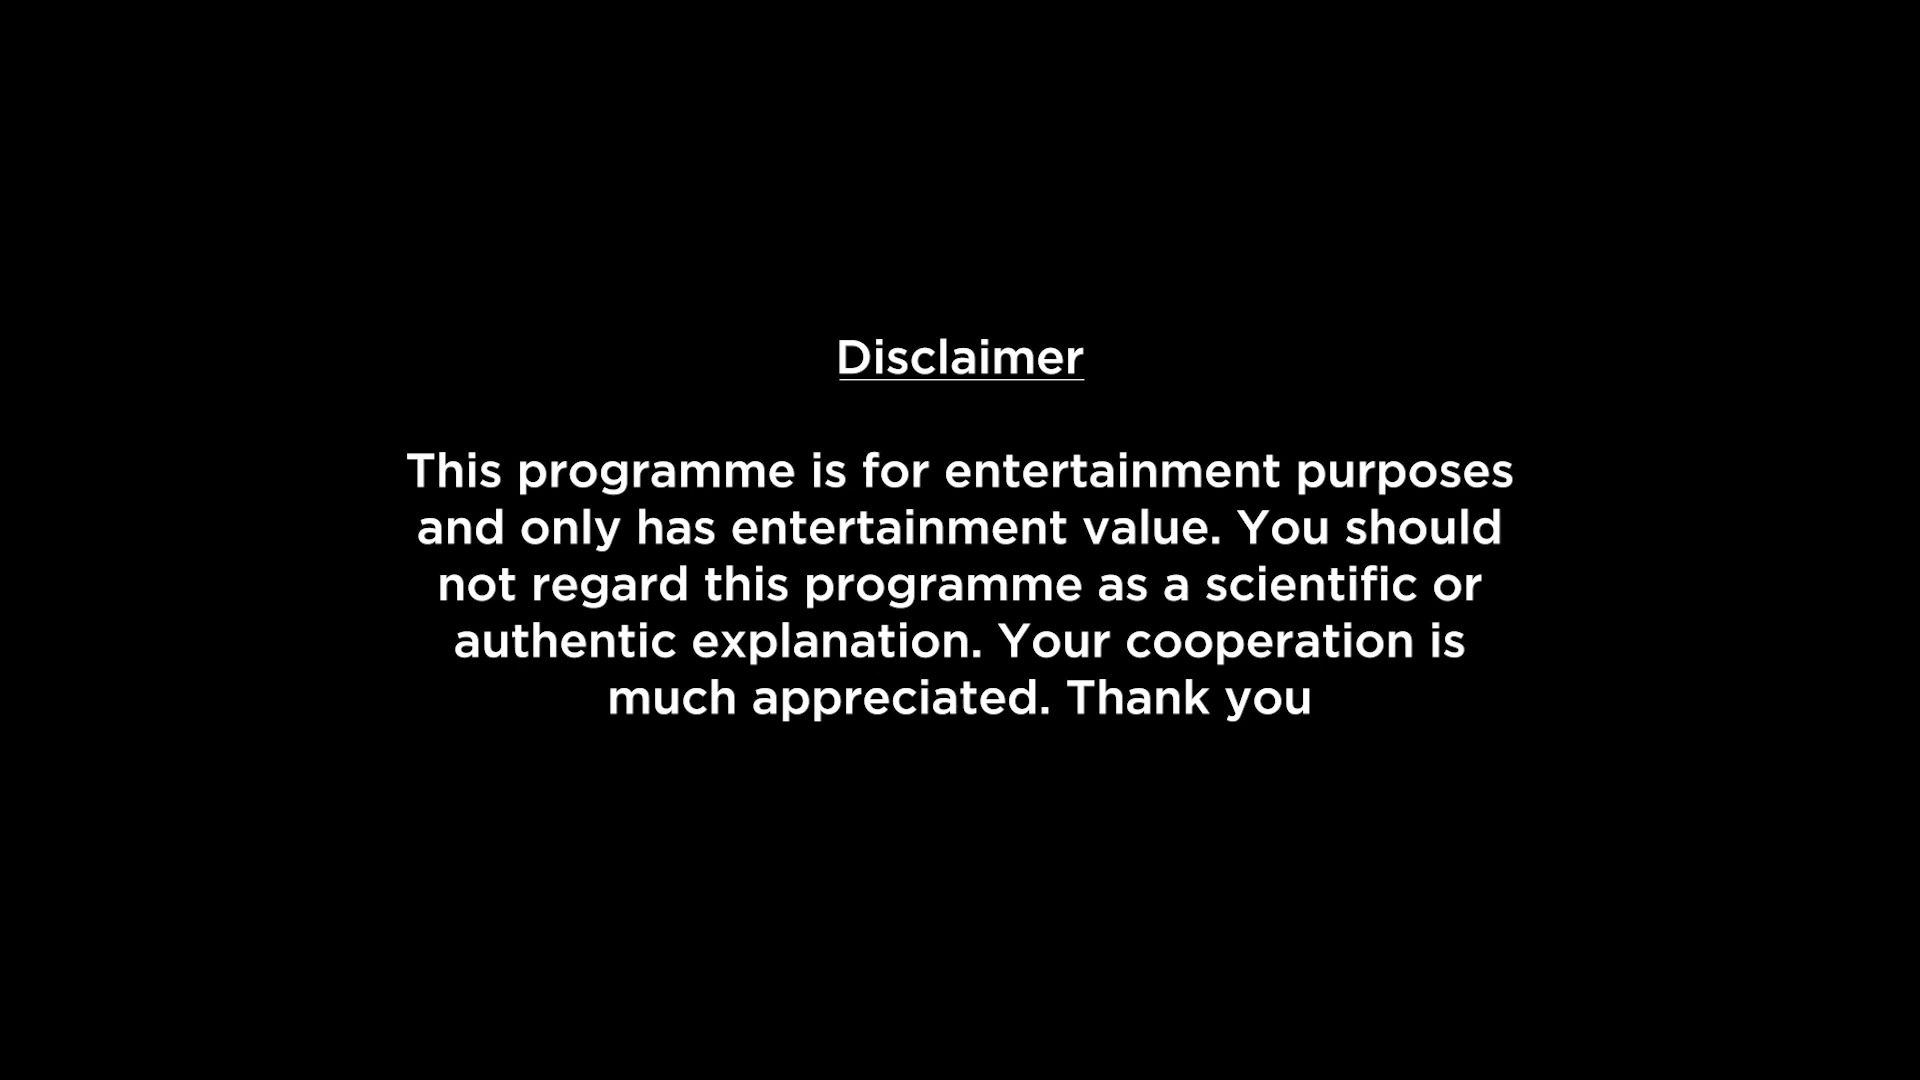 Disclaimer
This programme is for entertainment purposes
and only has entertainment value. You should
not regard this programme as a scientific or
authentic explanation. Your cooperation is
much appreciated. Thank you